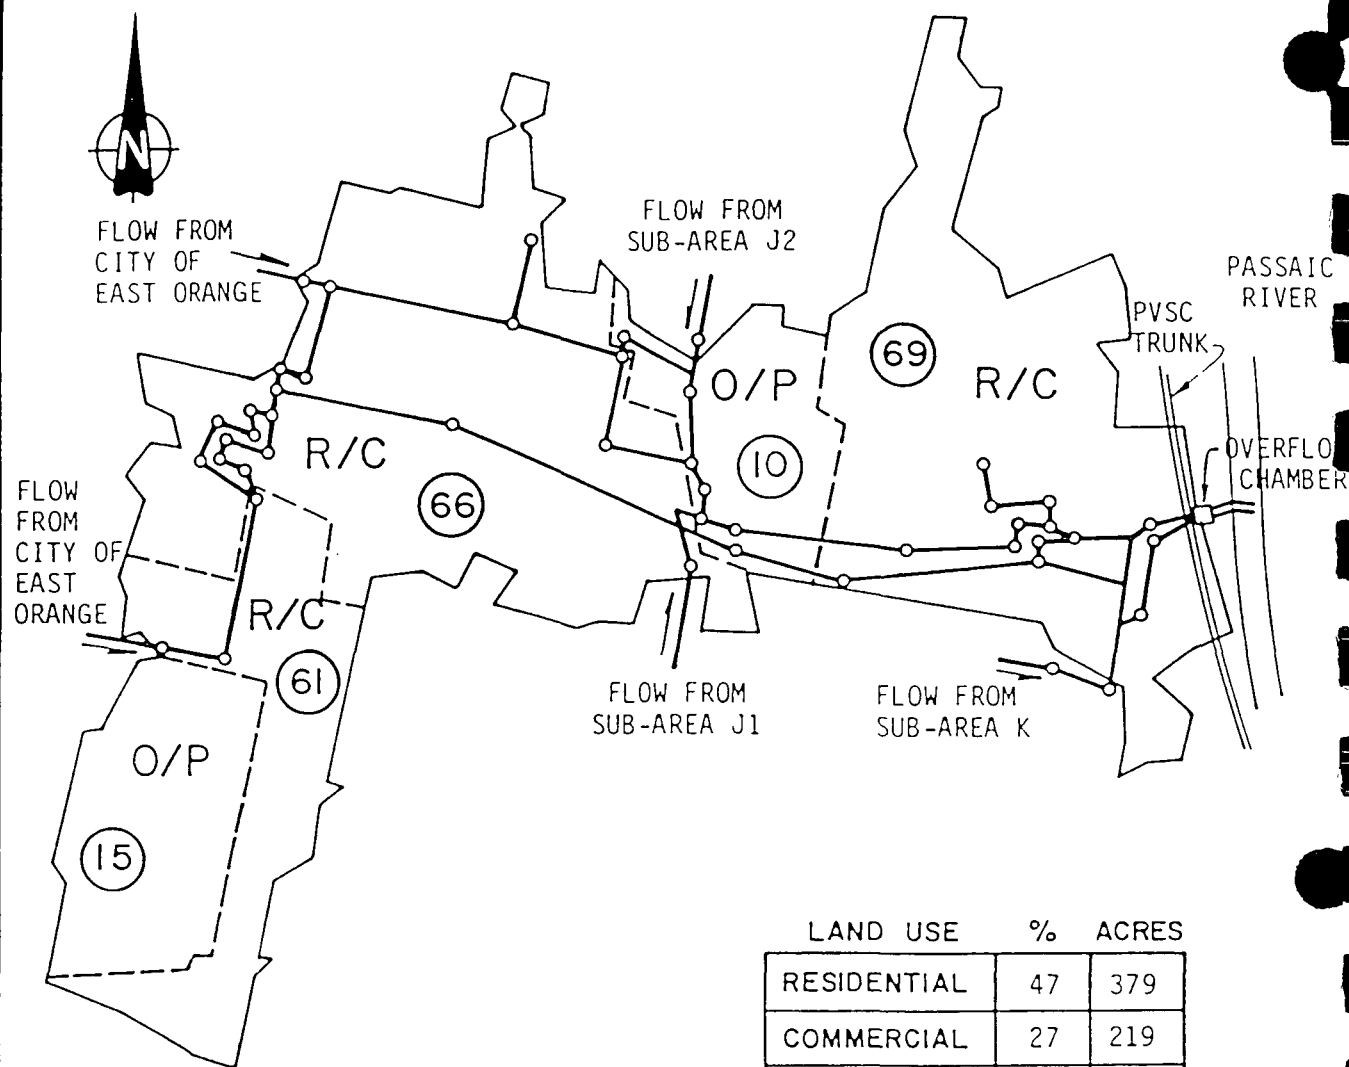 N
FLOW FROM
CITY OF
EAST ORANGE
FLOW FROM
SUB-AREA J2
PASSAIC
RIVER
PVSC
TRUNK
69
R/C
O/P
10
R/C
66
OVERFLO
CHAMBER
FLOW
FROM
CITY OF
EAST
ORANGE
R/C
61
FLOW FROM
SUB-AREA J1
FLOW FROM
SUB-AREA K
O/P
15
LAND USE % ACRES
RESIDENTIAL 47 379
COMMERCIAL 27 219